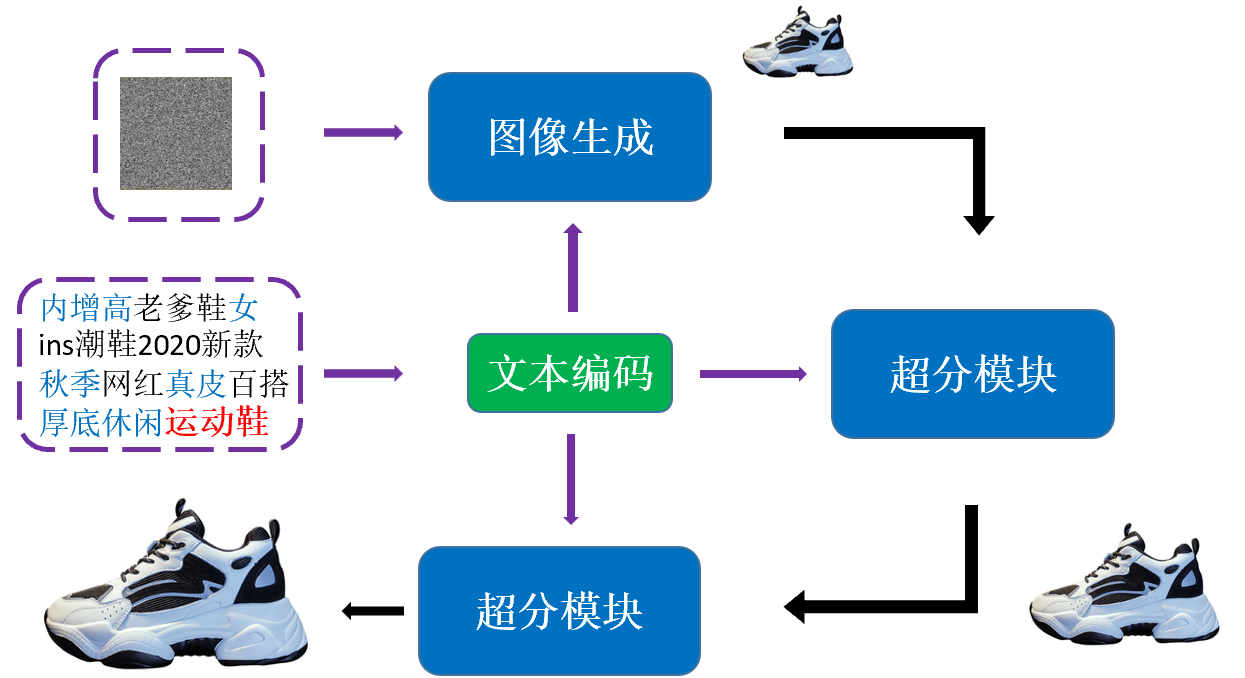 图像生成
内增高老爹鞋女
ins潮鞋2020新款
秋季网红真皮百搭
厚底休闲运动鞋
文本编码
超分模块
超分模块